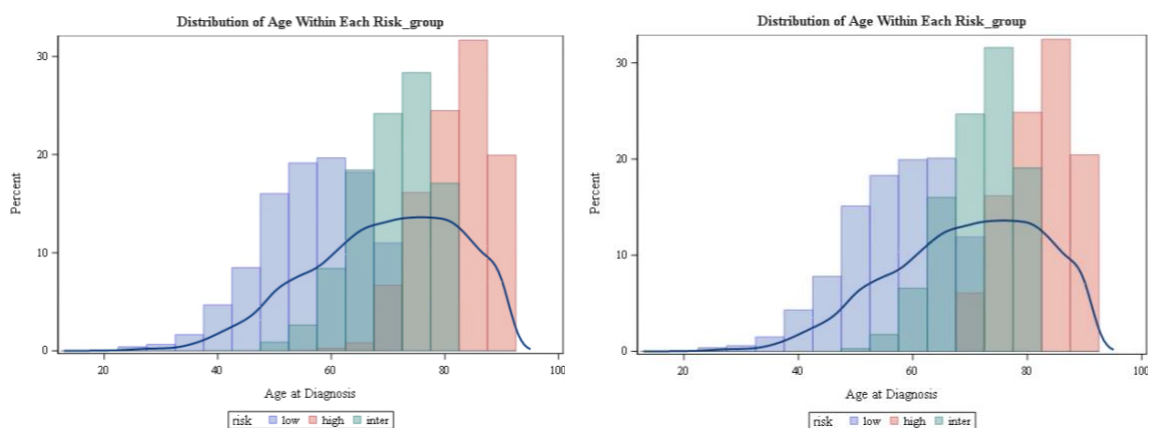 Distribution of Age Within Each Risk_group
30
20
10
0
Percent
20 40 60 80 100
Age at Diagnosis
risk low high inter
Distribution of Age Within Each Risk_group
30
20
10
0
Percent
20 40 60 80 100
Age at Diagnosis
risk low high inter